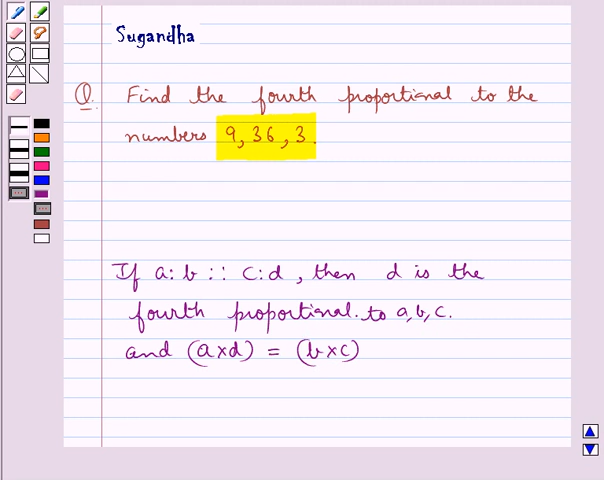 Sugandha
Q. Find the fourth proportional to the
numbers 9, 36, 3.
If a:b :: c:d, then d is the
fourth proportional. to a,b,c.
and (a×d) = (b×c)